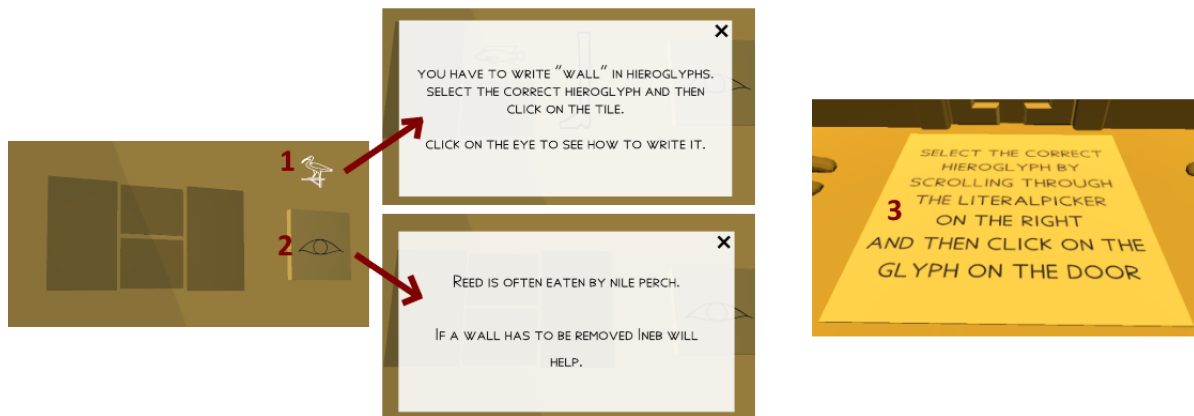 YOU HAVE TO WRITE "WALL" IN HIEROGLYPHS.
SELECT THE CORRECT HIEROGLYPH AND THEN
CLICK ON THE TILE.
CLICK ON THE EYE TO SEE HOW TO WRITE IT.
1
2
REED IS OFTEN EATEN BY NILE PERCH.
IF A WALL HAS TO BE REMOVED INEB WILL
HELP.
SELECT THE CORRECT
HIEROGLYPH BY
SCROLLING THROUGH
THE LITERALPICKER
3
ON THE RIGHT
AND THEN CLICK ON THE
GLYPH ON THE DOOR